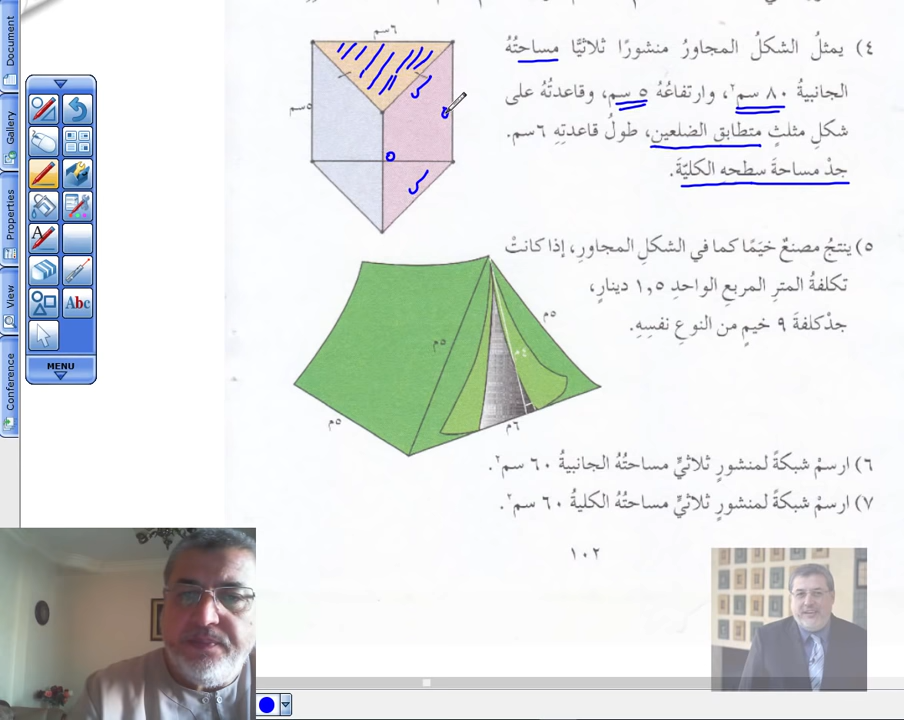 ٤) يمثلُ الشكلُ المجاورُ منشورًا ثلاثيًّا مساحتُهُ
الجانبيةُ ٨٠ سم٢، وارتفاعُهُ ٥ سم، وقاعدتُهُ على
شكلِ مثلثٍ متطابق الضلعين، طولُ قاعدتِهِ ٦سم.
جدْ مساحةَ سطحه الكليّةَ.
٦سم
٥سم
٥) ينتجُ مصنعٌ خيَمًا كما في الشكلِ المجاورِ، إذا كانتْ
تكلفةُ المترِ المربعِ الواحدِ ١,٥ دينارٍ،
جدْ كلفةَ ٩ خيمٍ من النوعِ نفسِهِ.
٥م
٥م
٤م
٥م
٦م
٦) ارسمْ شبكةً لمنشورٍ ثلاثيٍّ مساحتُهُ الجانبيةُ ٦٠ سم٢.
٧) ارسمْ شبكةً لمنشورٍ ثلاثيٍّ مساحتُهُ الكليةُ ٦٠ سم٢.
١٠٢
Document
Gallery
Properties
View
Conference
A
Abc
MENU